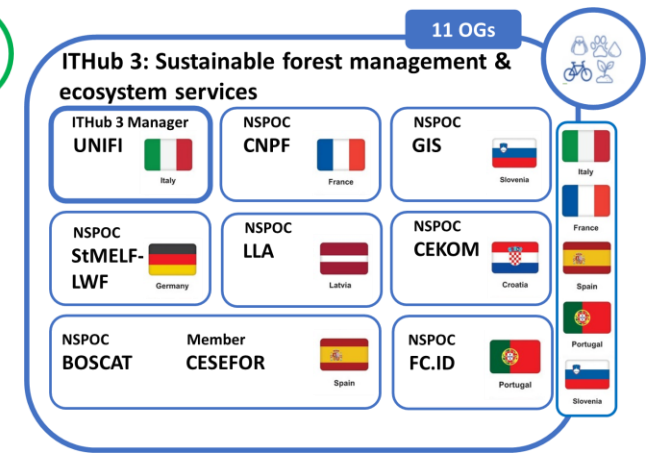 11 OGs
ITHub 3: Sustainable forest management &
ecosystem services
ITHub 3 Manager
UNIFI
Italy
NSPOC
CNPF
France
NSPOC
GIS
Slovenia
NSPOC
StMELF-
LWF
Germany
NSPOC
LLA
Latvia
NSPOC
CEKOM
Croatia
NSPOC
BOSCAT
Member
CESEFOR
Spain
NSPOC
FC.ID
Portugal
Italy
France
Spain
Portugal
Slovenia